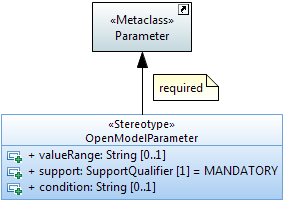 «Metaclass»
Parameter
required
«Stereotype»
OpenModelParameter
+ valueRange: String [0..1]
+ support: SupportQualifier [1] = MANDATORY
+ condition: String [0..1]